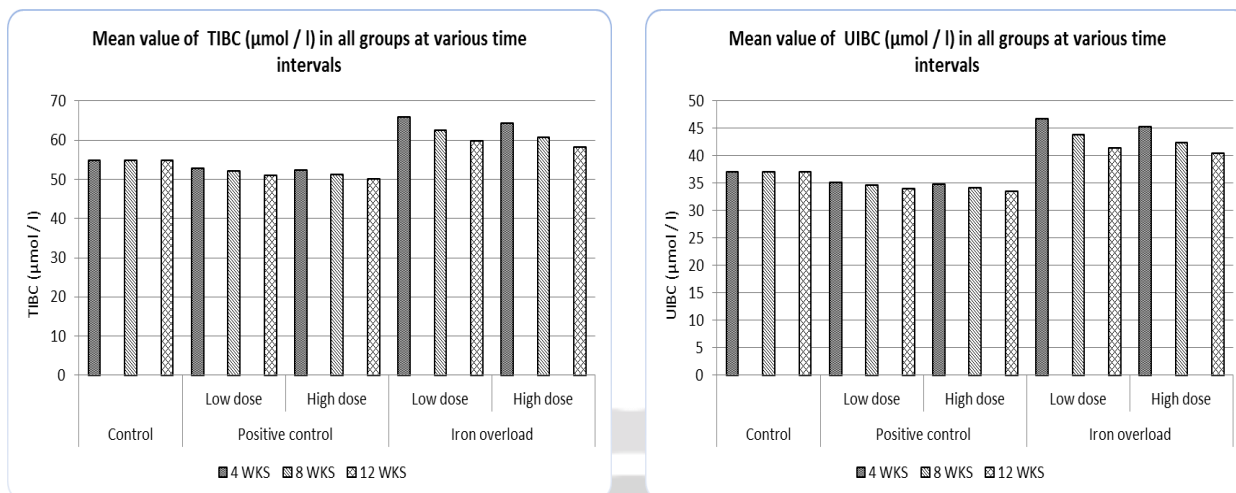 Mean value of TIBC (μmol / l) in all groups at various time
intervals
TIBC (μmol / l)
70
60
50
40
30
20
10
0
Low dose High dose Low dose High dose
Control Positive control Iron overload
4 WKS 8 WKS 12 WKS
Mean value of UIBC (μmol / l) in all groups at various time
intervals
UIBC (μmol / l)
50
45
40
35
30
25
20
15
10
5
0
Low dose High dose Low dose High dose
Control Positive control Iron overload
4 WKS 8 WKS 12 WKS